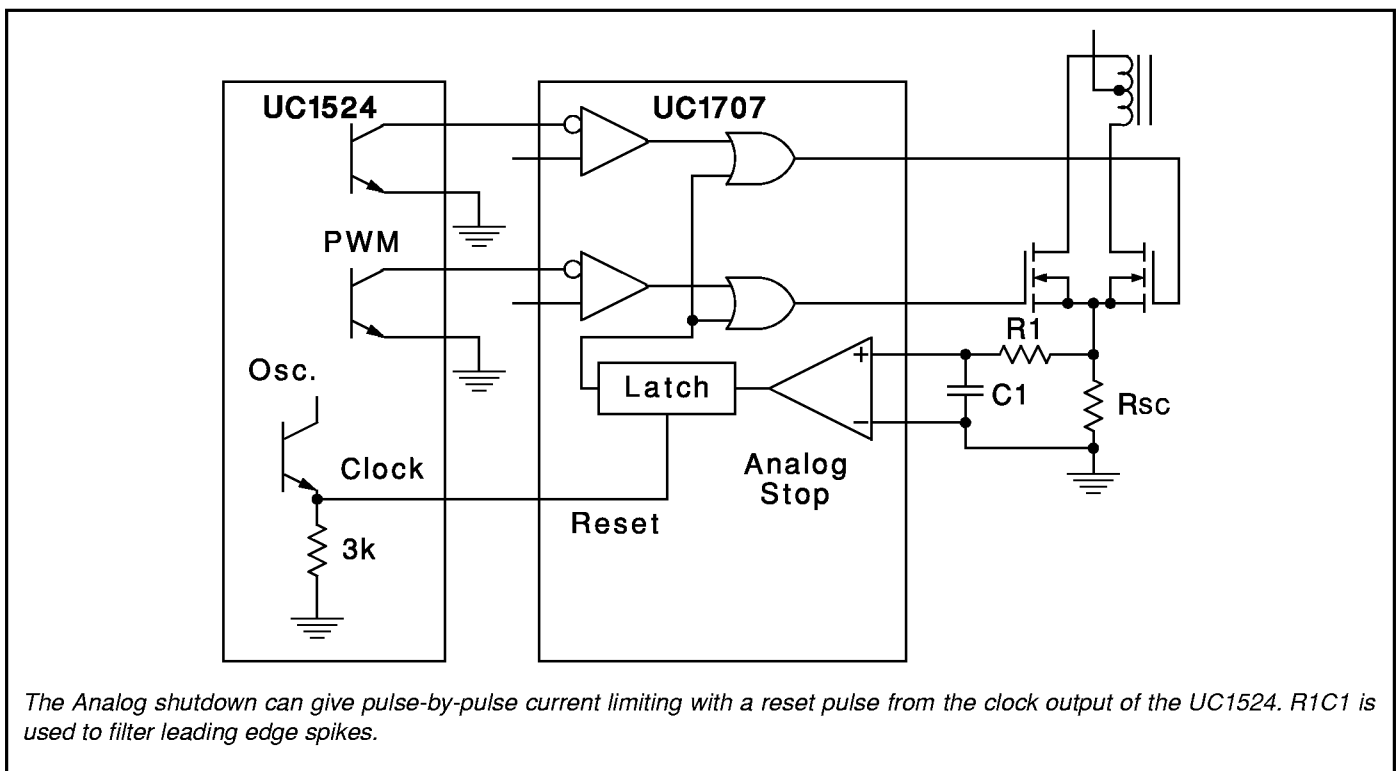 UC1524
UC1707
PWM
Osc.
Clock
3k
Reset
Latch
Analog
Stop
R1
C1
Rsc
+
−
The Analog shutdown can give pulse-by-pulse current limiting with a reset pulse from the clock output of the UC1524. R1C1 is
used to filter leading edge spikes.